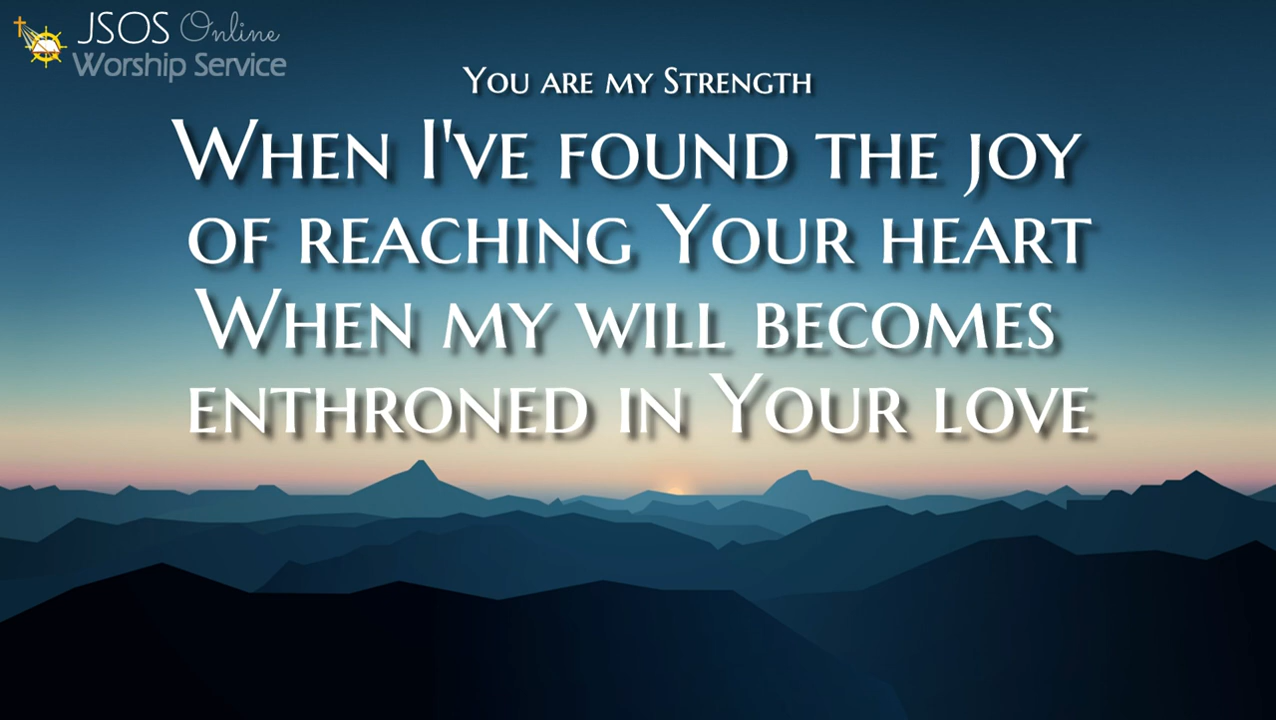 JSOS Online
Worship Service
You are my Strength
When I've found the joy
of reaching Your heart
When my will becomes
enthroned in Your love